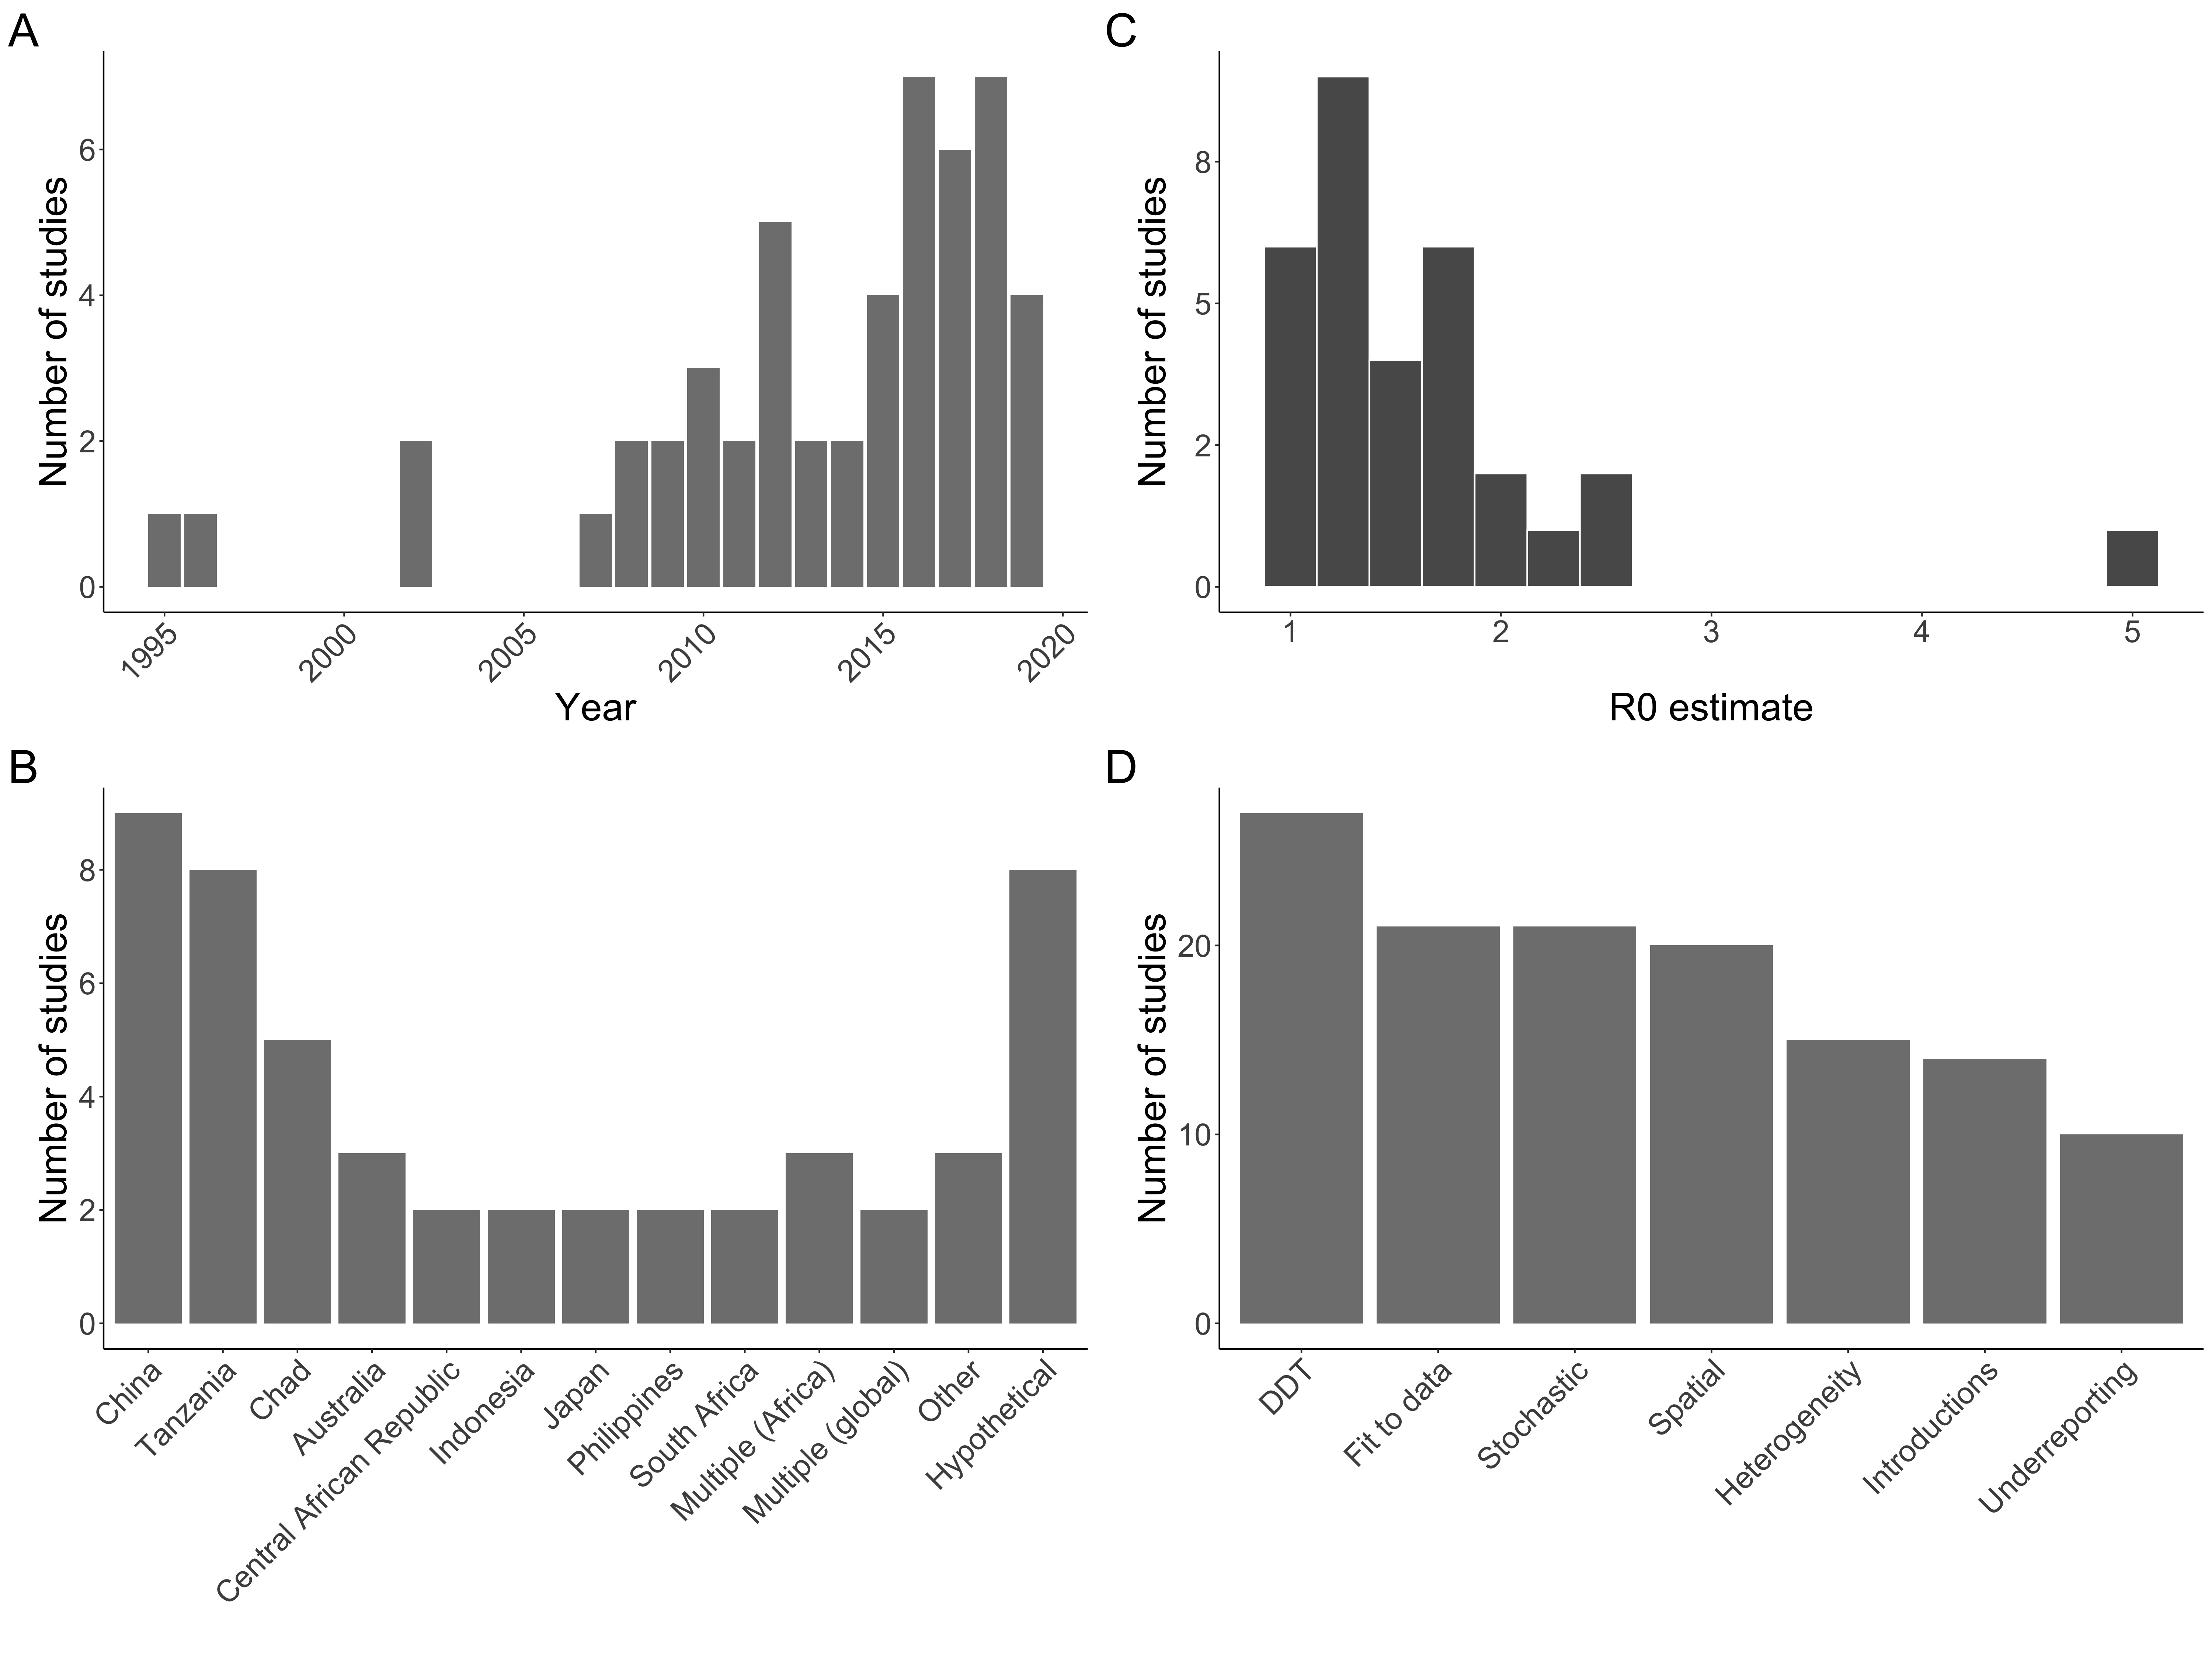 A
Number of studies
6
4
2
0
1995
2000
2005
2010
2015
2020
Year
C
Number of studies
8
5
2
0
1
2
3
4
5
R0 estimate
B
Number of studies
8
6
4
2
0
China
Tanzania
Chad
Australia
Central African Republic
Indonesia
Japan
Philippines
South Africa
Multiple (Africa)
Multiple (global)
Other
Hypothetical
D
Number of studies
20
10
0
DDT
Fit to data
Stochastic
Spatial
Heterogeneity
Introductions
Underreporting